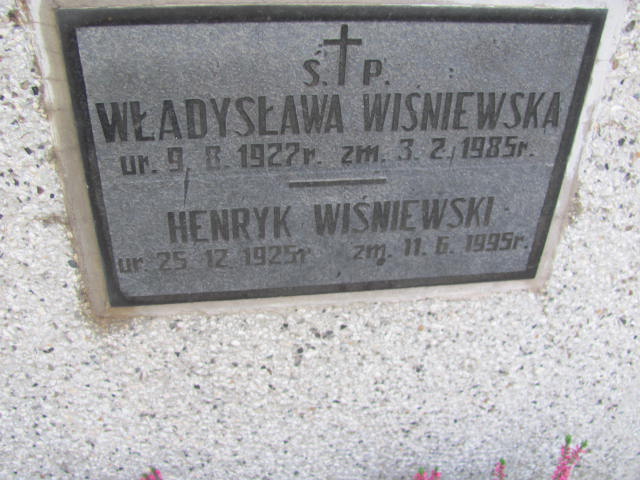 Ś. P.
WŁADYSŁAWA WIŚNIEWSKA
ur. 9. 8. 1927r. zm. 3. 2. 1985r.
HENRYK WIŚNIEWSKI
ur. 25 12 1925r zm. 11. 6. 1995r.